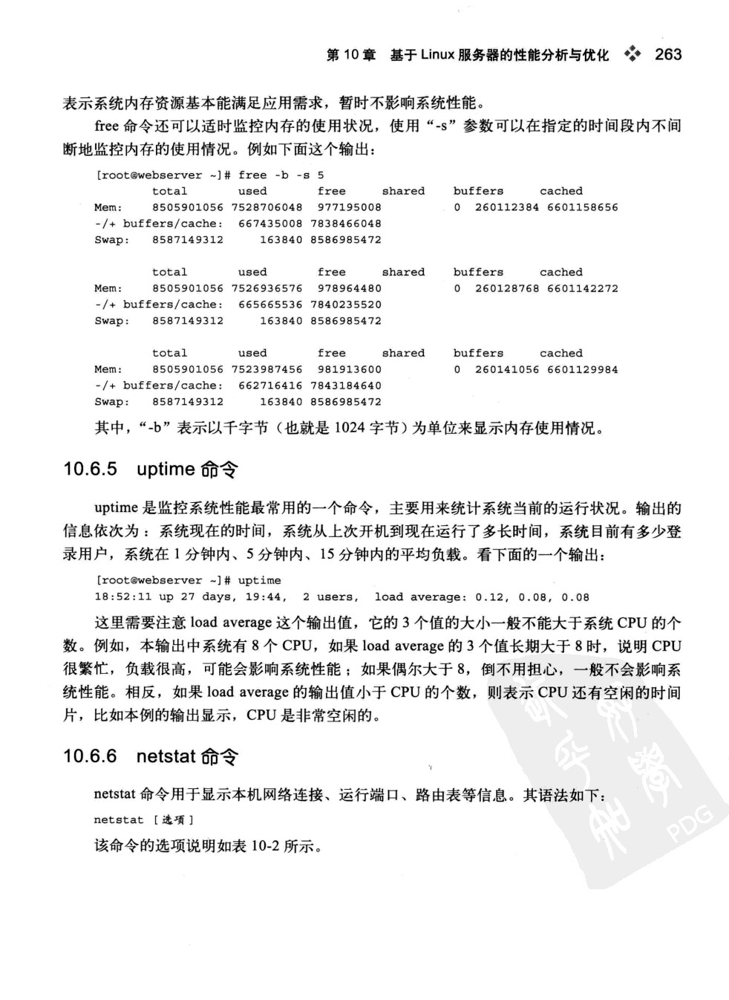 第 10 章 基于 Linux 服务器的性能分析与优化 263
表示系统内存资源基本能满足应用需求，暂时不影响系统性能。
free 命令还可以适时监控内存的使用状况，使用“-s”参数可以在指定的时间段内不间
断地监控内存的使用情况。例如下面这个输出：
[root@webserver ~]# free -b -s 5
total used free shared buffers cached
Mem: 8505901056 7528706048 977195008 0 260112384 6601158656
-/+ buffers/cache: 667435008 7838466048
Swap: 8587149312 163840 8586985472
total used free shared buffers cached
Mem: 8505901056 7526936576 978964480 0 260128768 6601142272
-/+ buffers/cache: 665665536 7840235520
Swap: 8587149312 163840 8586985472
total used free shared buffers cached
Mem: 8505901056 7523987456 981913600 0 260141056 6601129984
-/+ buffers/cache: 662716416 7843184640
Swap: 8587149312 163840 8586985472
其中，“-b”表示以千字节（也就是 1024 字节）为单位来显示内存使用情况。
10.6.5 uptime 命令
uptime 是监控系统性能最常用的一个命令，主要用来统计系统当前的运行状况。输出的
信息依次为：系统现在的时间，系统从上次开机到现在运行了多长时间，系统目前有多少登
录用户，系统在 1 分钟内、5 分钟内、15 分钟内的平均负载。看下面的一个输出：
[root@webserver ~]# uptime
18:52:11 up 27 days, 19:44, 2 users, load average: 0.12, 0.08, 0.08
这里需要注意 load average 这个输出值，它的 3 个值的大小一般不能大于系统 CPU 的个
数。例如，本输出中系统有 8 个 CPU，如果 load average 的 3 个值长期大于 8 时，说明 CPU
很繁忙，负载很高，可能会影响系统性能；如果偶尔大于 8，倒不用担心，一般不会影响系
统性能。相反，如果 load average 的输出值小于 CPU 的个数，则表示 CPU 还有空闲的时间
片，比如本例的输出显示，CPU 是非常空闲的。
10.6.6 netstat 命令
netstat 命令用于显示本机网络连接、运行端口、路由表等信息。其语法如下：
netstat [选项]
该命令的选项说明如表 10-2 所示。
PDG